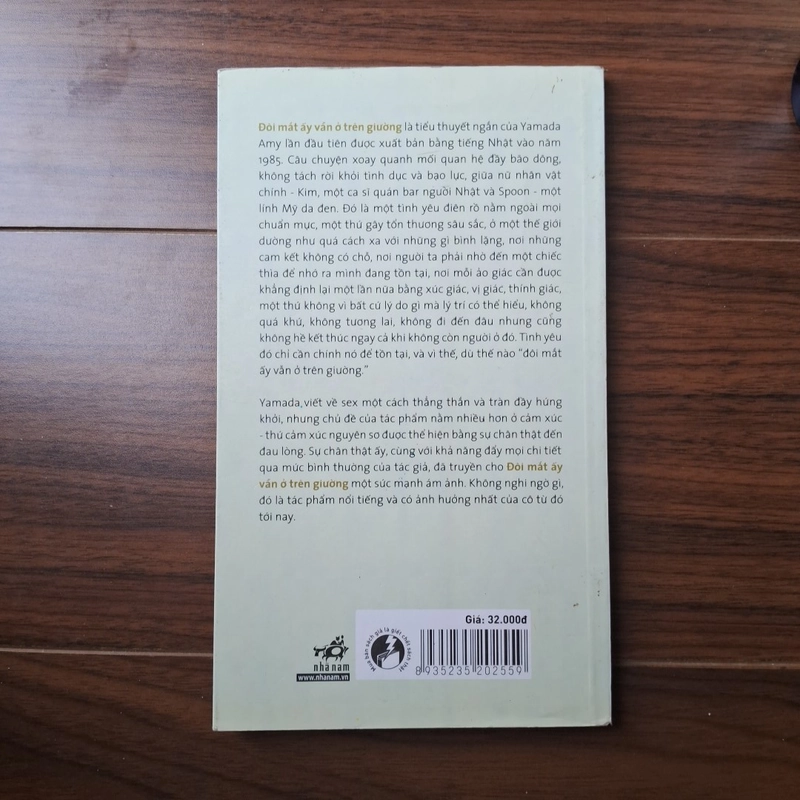 Đôi mắt ấy vẫn ở trên giường là tiểu thuyết ngắn của Yamada
Amy lần đầu tiên được xuất bản bằng tiếng Nhật vào năm
1985. Câu chuyện xoay quanh mối quan hệ đầy bão dông,
không tách rời khỏi tình dục và bạo lực, giữa nữ nhân vật
chính - Kim, một ca sĩ quán bar người Nhật và Spoon - một
lính Mỹ da đen. Đó là một tình yêu điên rồ nằm ngoài mọi
chuẩn mực, một thứ gây tổn thương sâu sắc, ở một thế giới
dường như quá cách xa với những gì bình lặng, nơi những
cam kết không có chỗ, nơi người ta phải nhờ đến một chiếc
thìa để nhớ ra mình đang tồn tại, nơi mỗi ảo giác cần được
khẳng định lại một lần nữa bằng xúc giác, vị giác, thính giác,
một thứ không vì bất cứ lý do gì mà lý trí có thể hiểu, không
quá khứ, không tương lai, không đi đến đâu nhưng cũng
không hề kết thúc ngay cả khi không còn người ở đó. Tình yêu
đó chỉ cần chính nó để tồn tại, và vì thế, dù thế nào "đôi mắt
ấy vẫn ở trên giường."
Yamada viết về sex một cách thẳng thắn và tràn đầy hứng
khởi, nhưng chủ đề của tác phẩm nằm nhiều hơn ở cảm xúc
- thứ cảm xúc nguyên sơ được thể hiện bằng sự chân thật đến
đau lòng. Sự chân thật ấy, cùng với khả năng đẩy mọi chi tiết
qua mức bình thường của tác giả, đã truyền cho Đôi mắt ấy
vẫn ở trên giường một sức mạnh ám ảnh. Không nghi ngờ gì,
đó là tác phẩm nổi tiếng và có ảnh hưởng nhất của cô từ đó
tới nay.
nhã nam
www.nhanam.vn
Mua bán sách giả là giết chết sách thật
Giá: 32.000đ
8 935235 202559